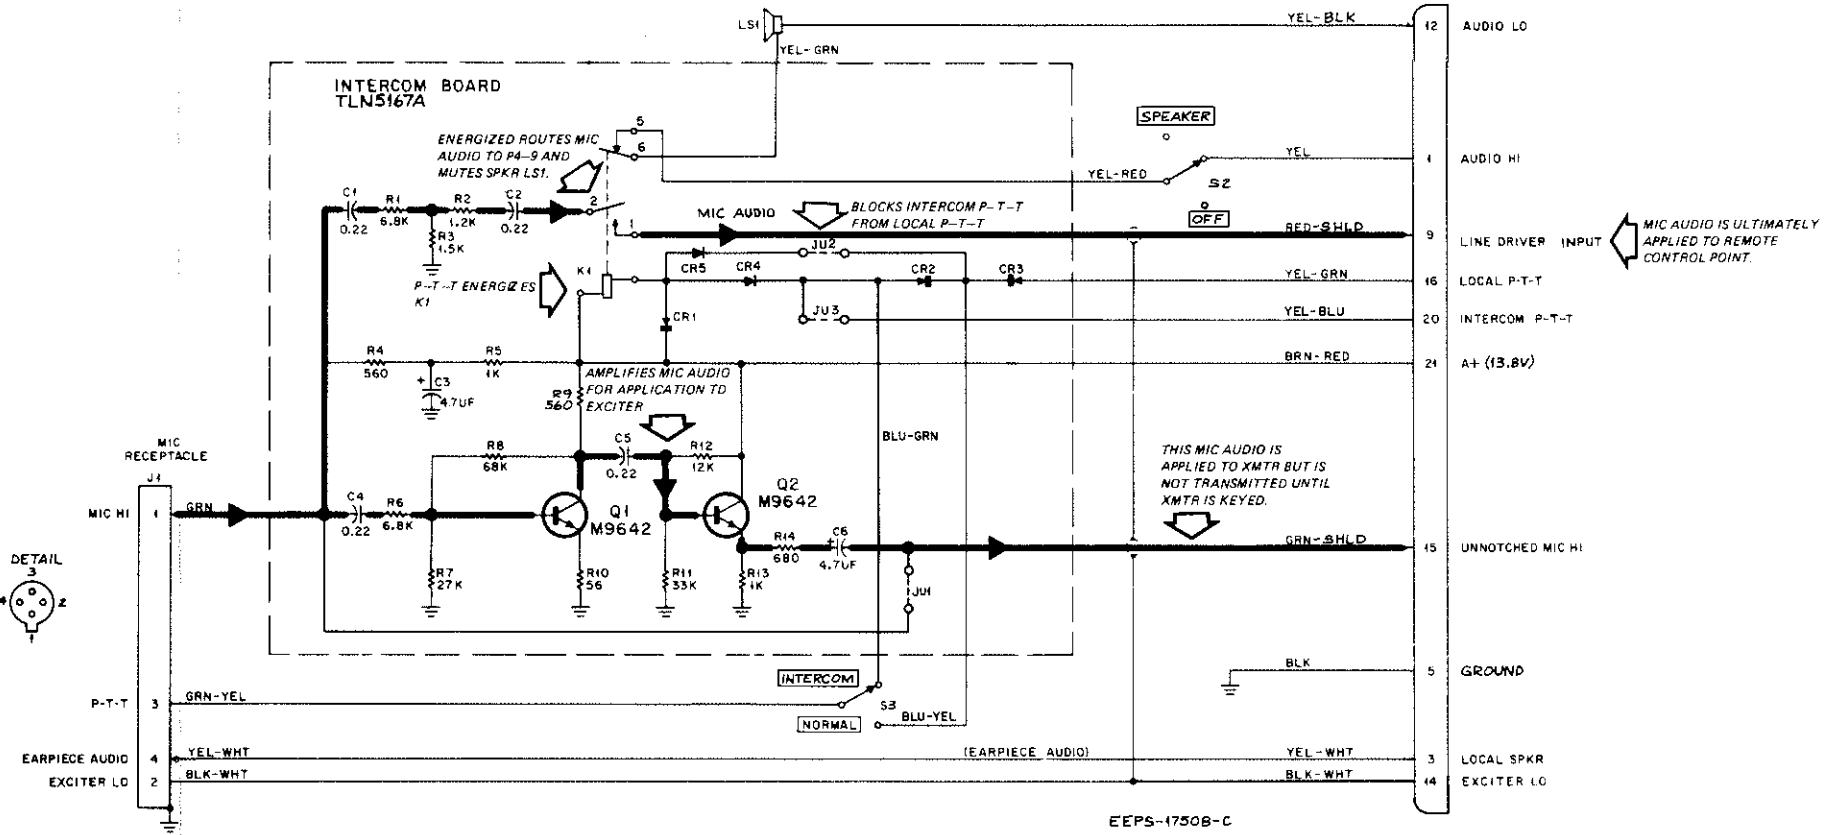 LS1
YEL-BLK
12 AUDIO LO
YEL-GRN
INTERCOM BOARD
TLN5167A
SPEAKER
ENERGIZED ROUTES MIC
AUDIO TO P4-9 AND
MUTES SPKR LS1.
5
6
YEL
1 AUDIO HI
YEL-RED
S2
OFF
C1
0.22
R1
6.8K
R2
1.2K
C2
0.22
R3
1.5K
2
1
MIC AUDIO
BLOCKS INTERCOM P-T-T
FROM LOCAL P-T-T
RED-SHLD
9 LINE DRIVER INPUT
MIC AUDIO IS ULTIMATELY
APPLIED TO REMOTE
CONTROL POINT.
JU2
CR5
P-T-T ENERGIZES
K1
K1
CR4
CR2
CR3
YEL-GRN
16 LOCAL P-T-T
CR1
JU3
YEL-BLU
20 INTERCOM P-T-T
R4
560
R5
1K
BRN-RED
21 A+ (13.8V)
+
C3
4.7UF
R9
560
AMPLIFIES MIC AUDIO
FOR APPLICATION TO
EXCITER
BLU-GRN
MIC
RECEPTACLE
J1
R8
68K
C5
0.22
R12
12K
THIS MIC AUDIO IS
APPLIED TO XMTR BUT IS
NOT TRANSMITTED UNTIL
XMTR IS KEYED.
MIC HI 1
GRN
C4
0.22
R6
6.8K
Q1
M9642
Q2
M9642
R14
680
+
C6
4.7UF
GRN-SHLD
15 UNNOTCHED MIC HI
DETAIL
3
4
2
1
R7
27K
R10
56
R11
33K
R13
1K
JU1
BLK
5 GROUND
INTERCOM
P-T-T 3
GRN-YEL
S3
NORMAL
BLU-YEL
EARPIECE AUDIO 4
YEL-WHT
(EARPIECE AUDIO)
YEL-WHT
3 LOCAL SPKR
EXCITER LO 2
BLK-WHT
BLK-WHT
14 EXCITER LO
EEPS-17508-C